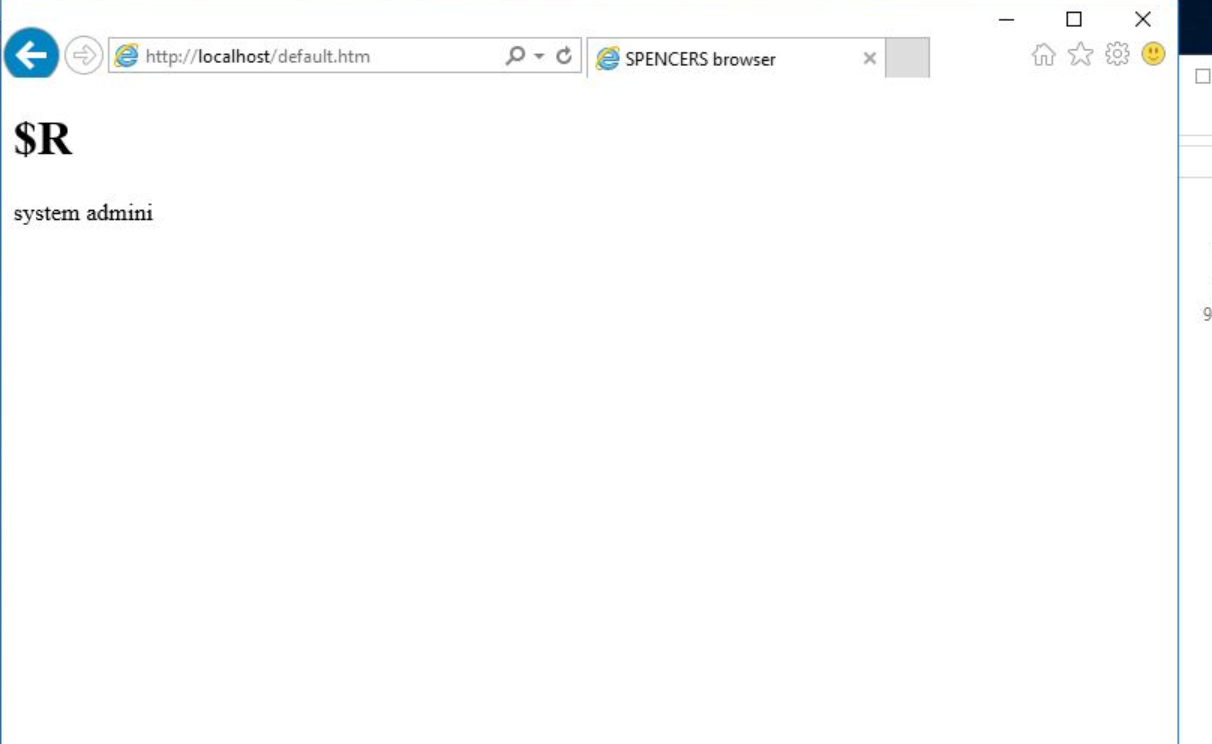 http://localhost/default.htm
SPENCERS browser
$R
system admini
9